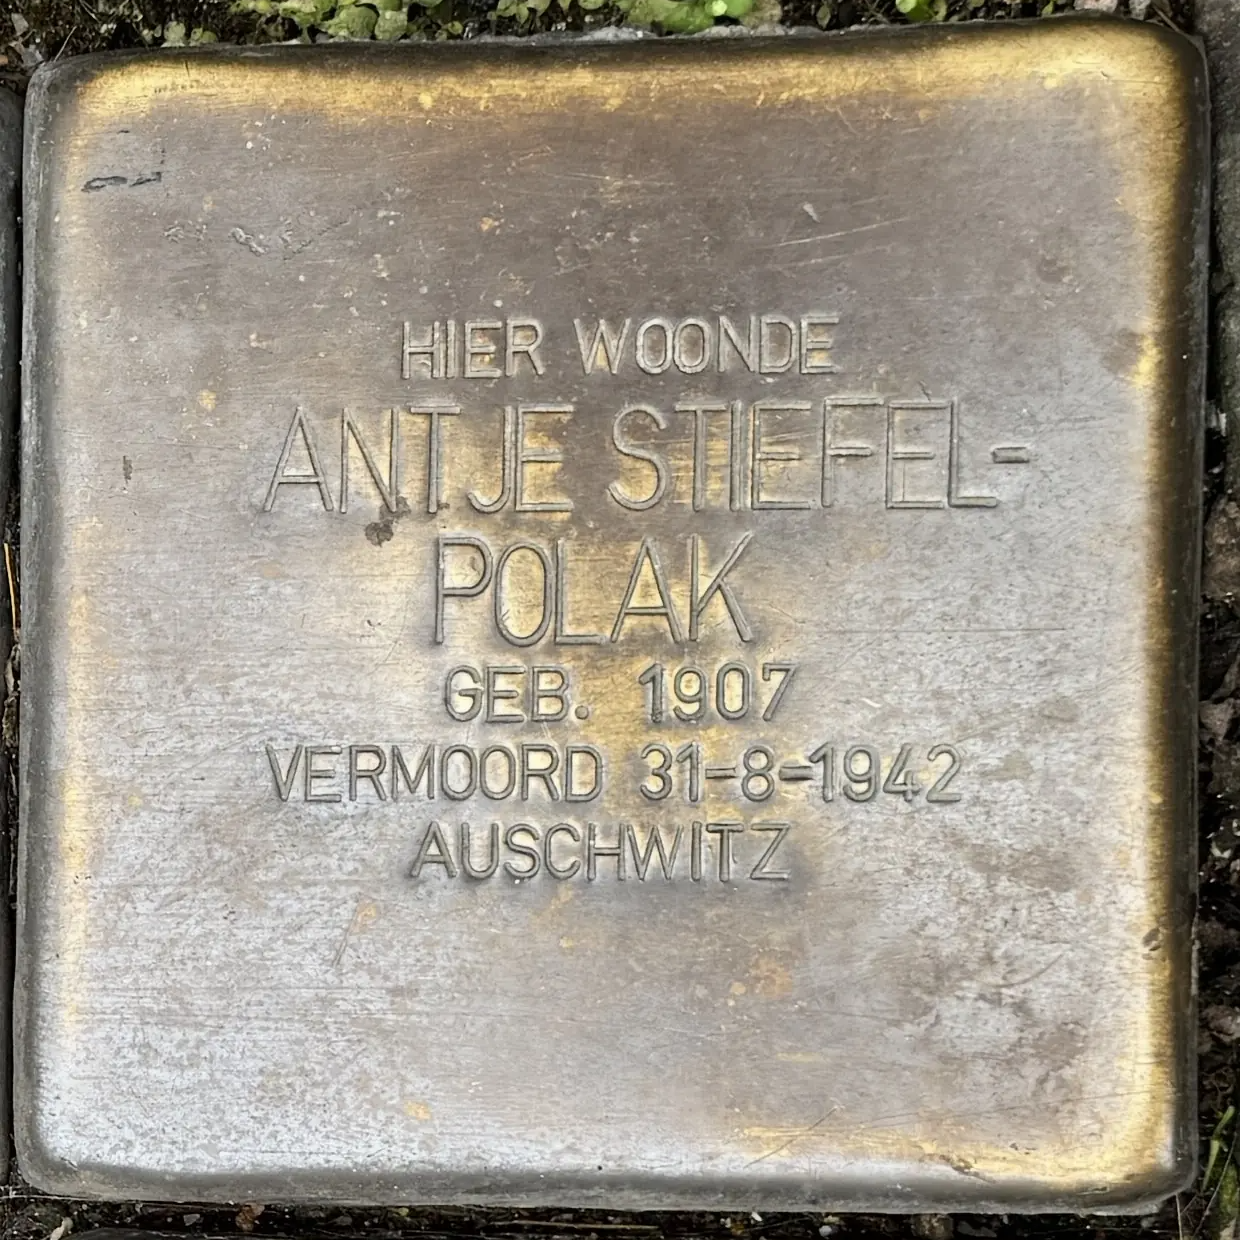 HIER WOONDE
ANTJE STIEFEL-
POLAK
GEB. 1907
VERMOORD 31-8-1942
AUSCHWITZ